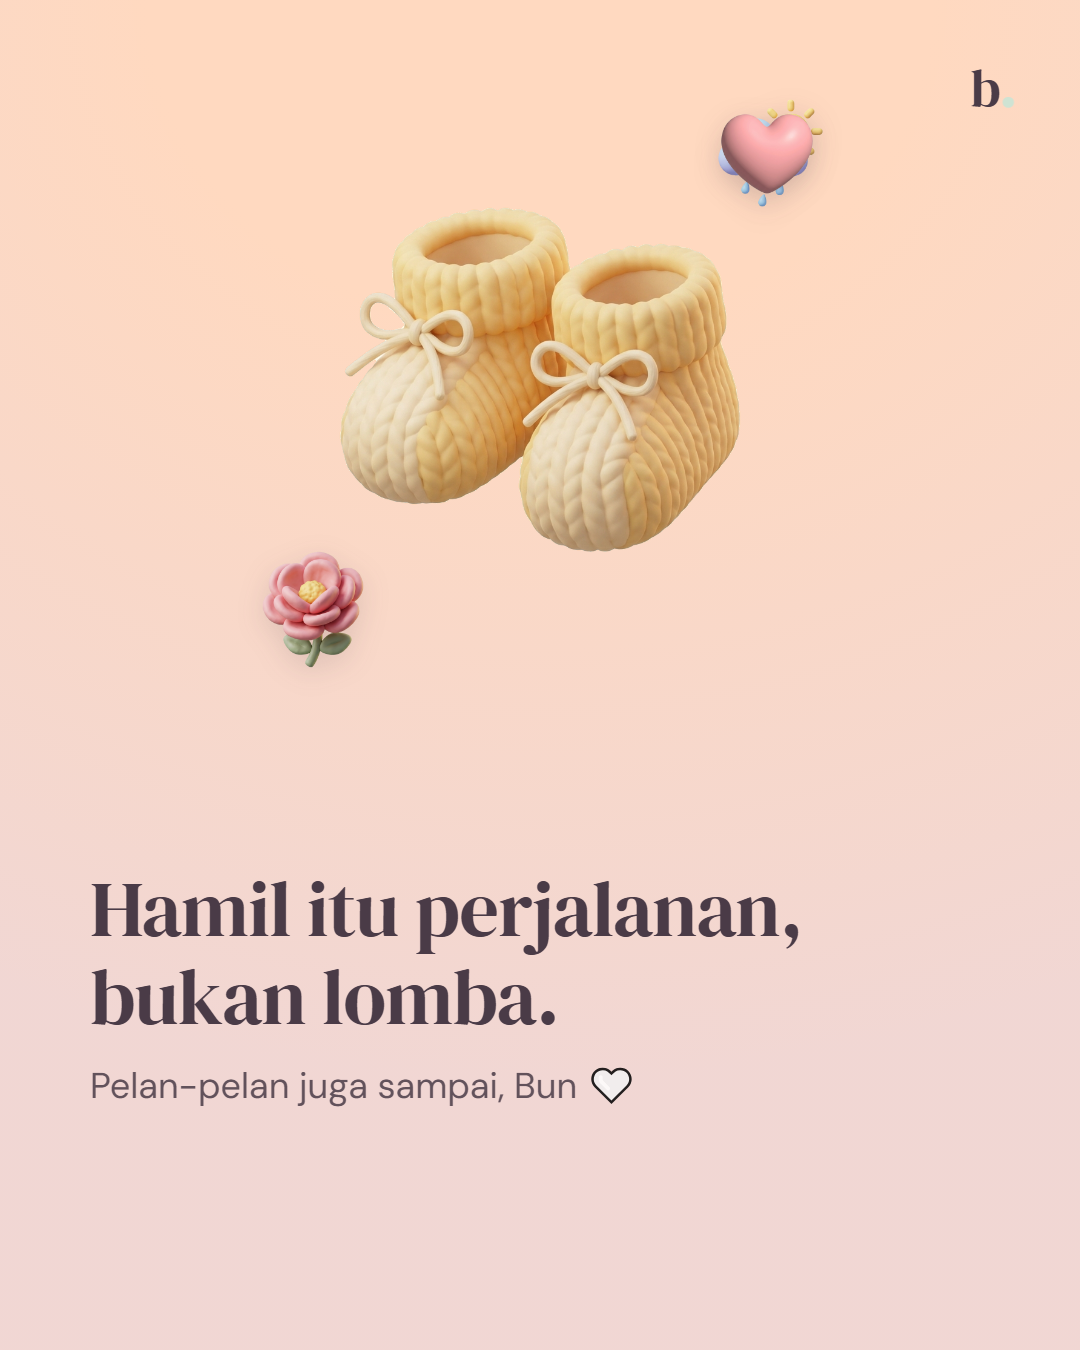 b.
Hamil itu perjalanan,
bukan lomba.
Pelan-pelan juga sampai, Bun 🤍